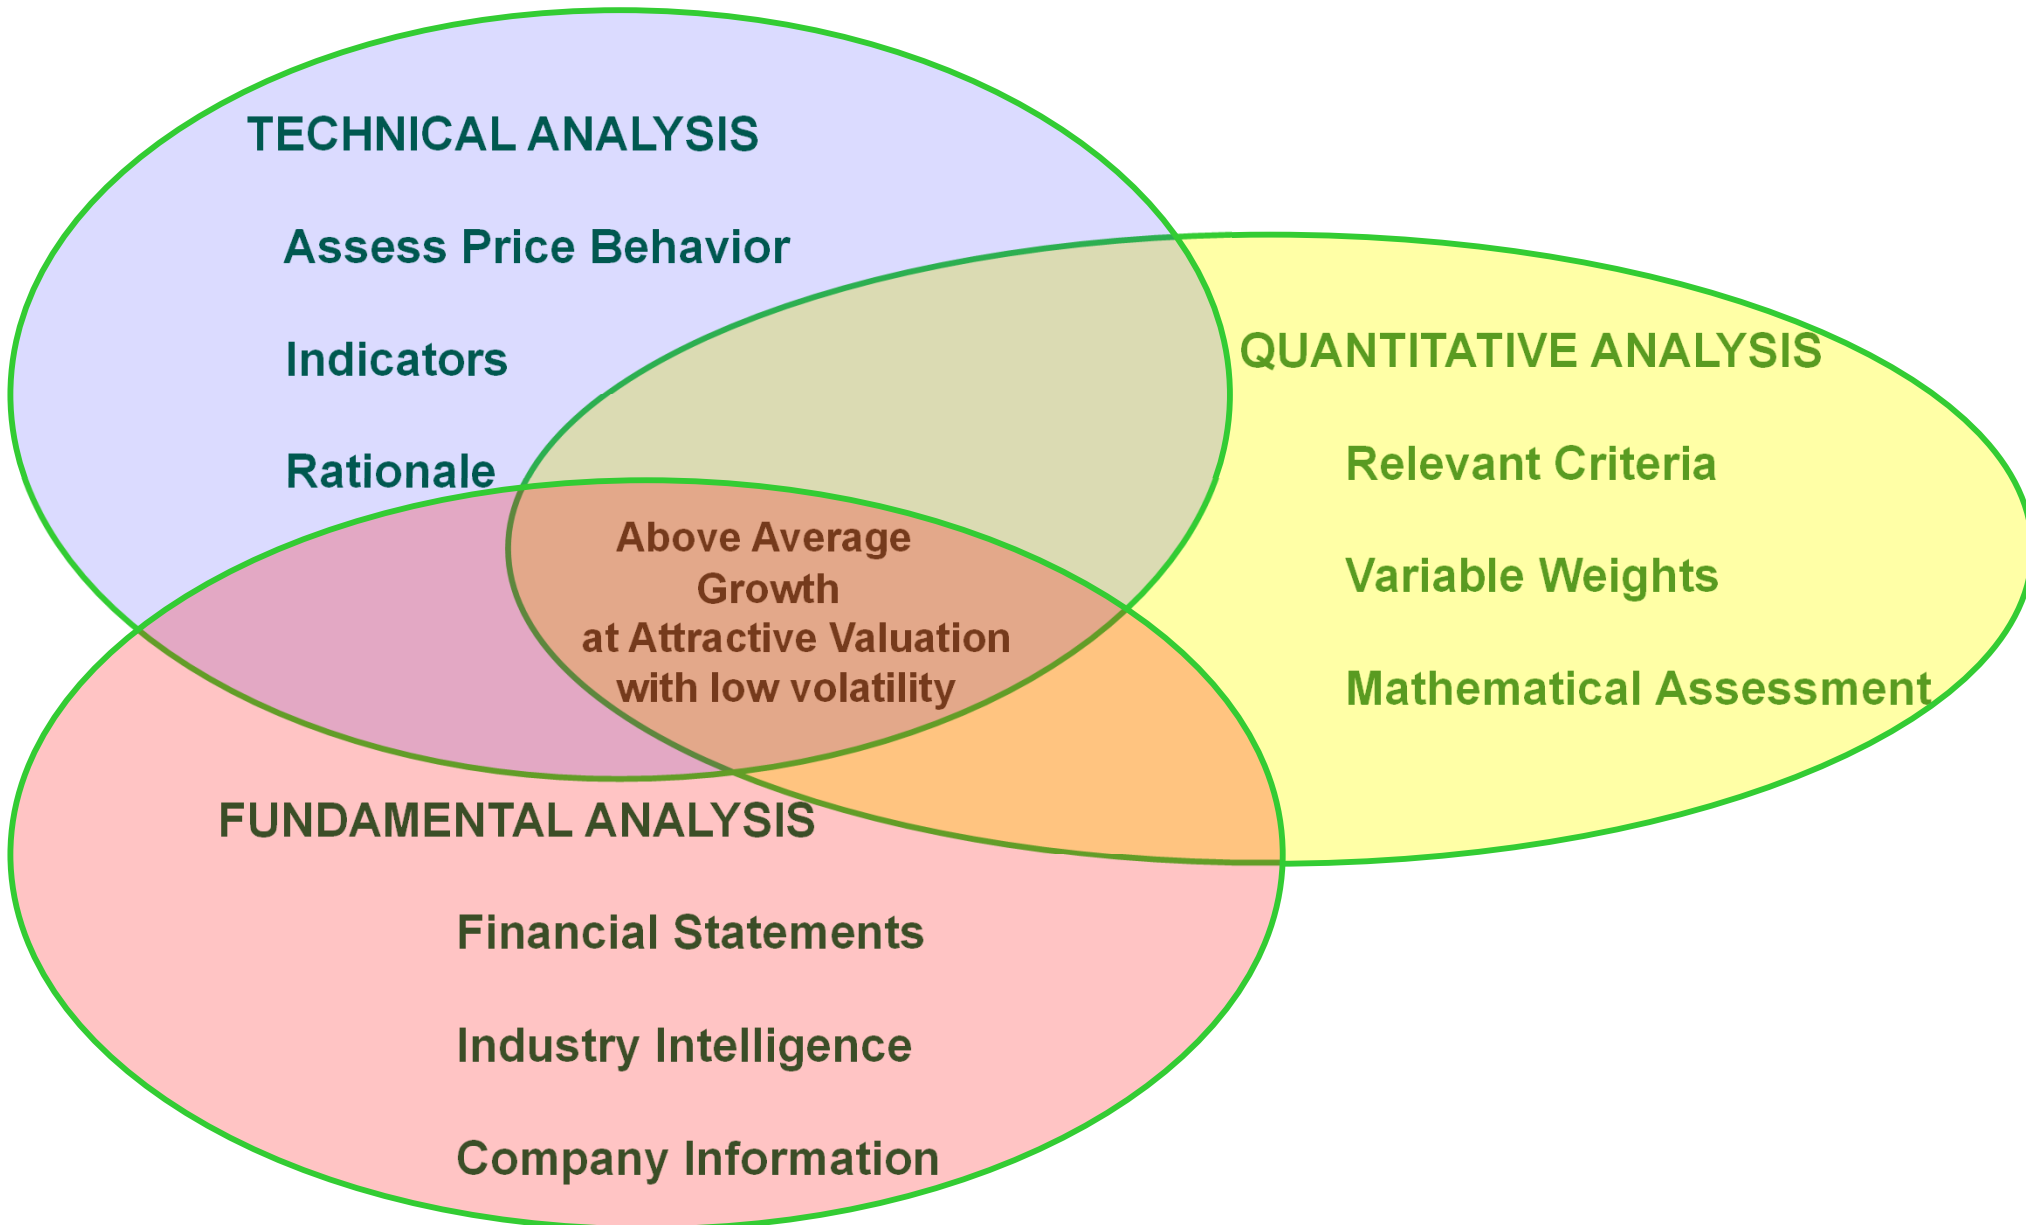 TECHNICAL ANALYSIS
Assess Price Behavior
Indicators
Rationale
QUANTITATIVE ANALYSIS
Relevant Criteria
Variable Weights
Mathematical Assessment
Above Average
Growth
at Attractive Valuation
with low volatility
FUNDAMENTAL ANALYSIS
Financial Statements
Industry Intelligence
Company Information